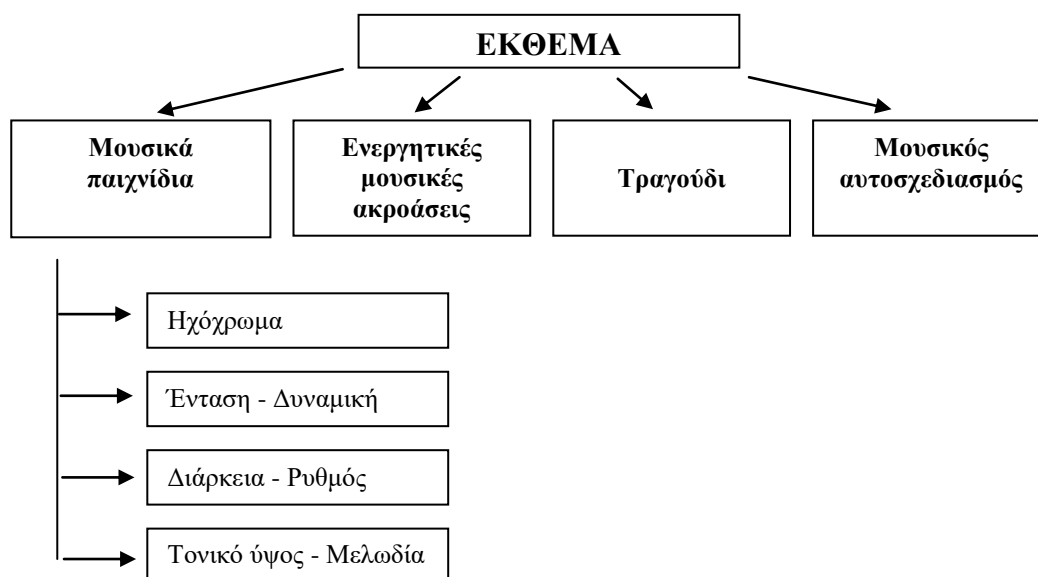 ΕΚΘΕΜΑ
Μουσικά
παιχνίδια
Ενεργητικές
μουσικές
ακροάσεις
Τραγούδι
Μουσικός
αυτοσχεδιασμός
Ηχόχρωμα
Ένταση - Δυναμική
Διάρκεια - Ρυθμός
Τονικό ύψος - Μελωδία